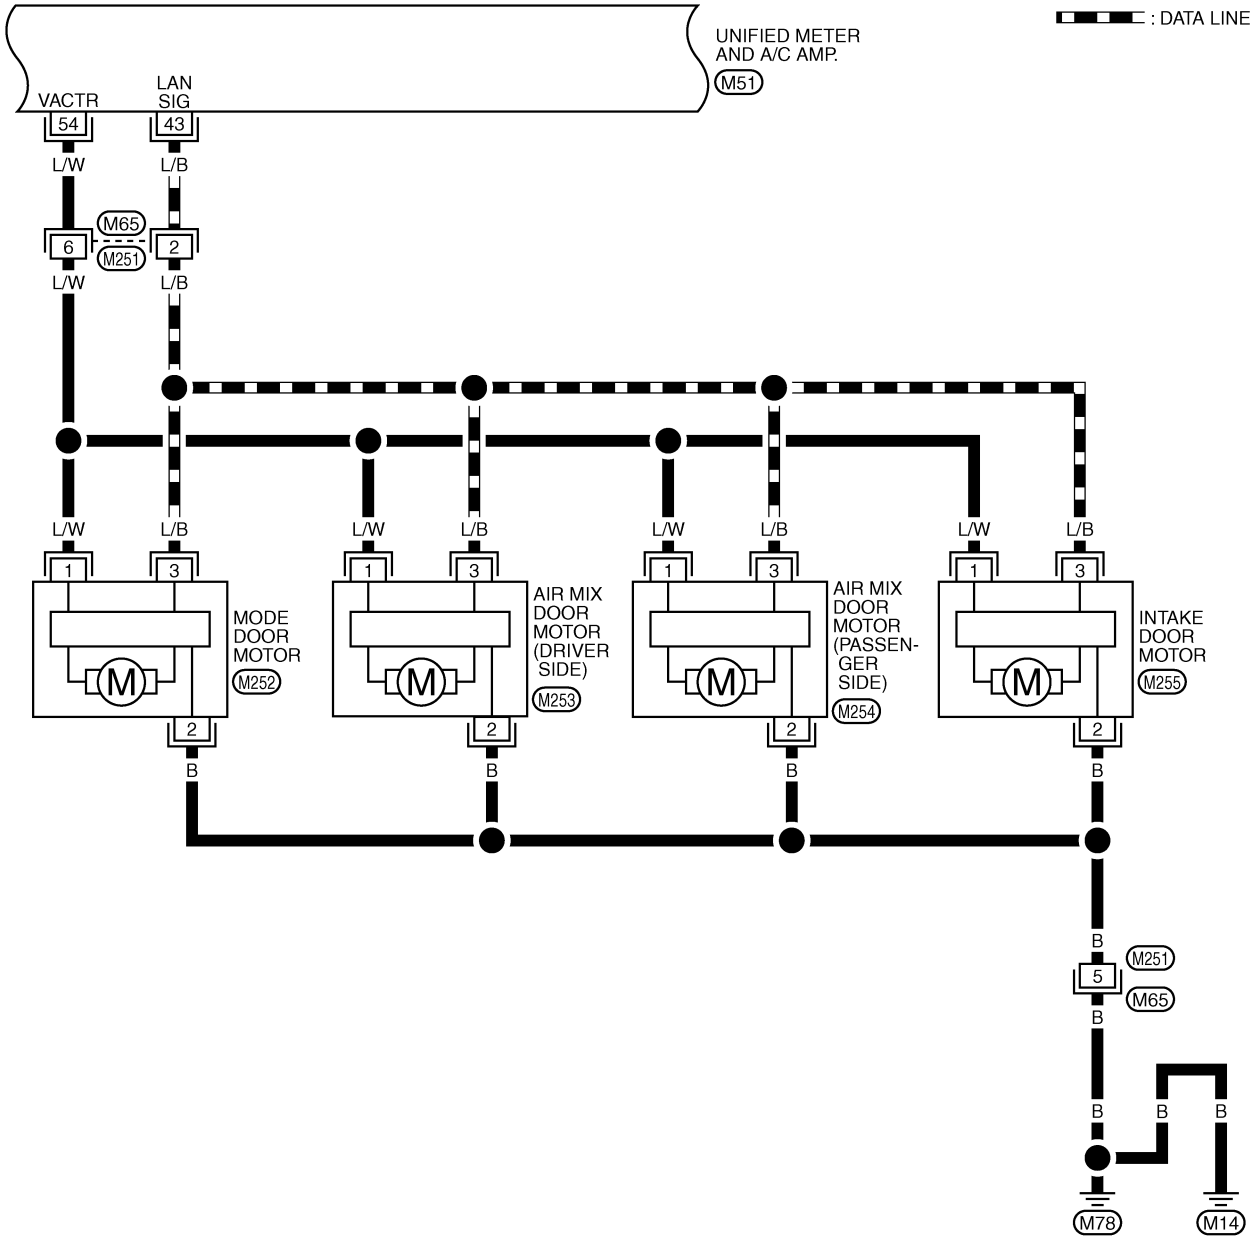 : DATA LINE
UNIFIED METER
AND A/C AMP.
M51
VACTR
LAN
SIG
54
43
L/W
L/B
M65
6
2
M251
L/W
L/B
L/W
L/B
L/W
L/B
L/W
L/B
L/W
L/B
1
3
1
3
1
3
1
3
MODE
DOOR
MOTOR
M252
M
2
AIR MIX
DOOR
MOTOR
(DRIVER
SIDE)
M253
M
2
AIR MIX
DOOR
MOTOR
(PASSEN-
GER
SIDE)
M254
M
2
INTAKE
DOOR
MOTOR
M255
M
2
B
B
B
B
B
M251
5
M65
B
B
B
B
M78
M14